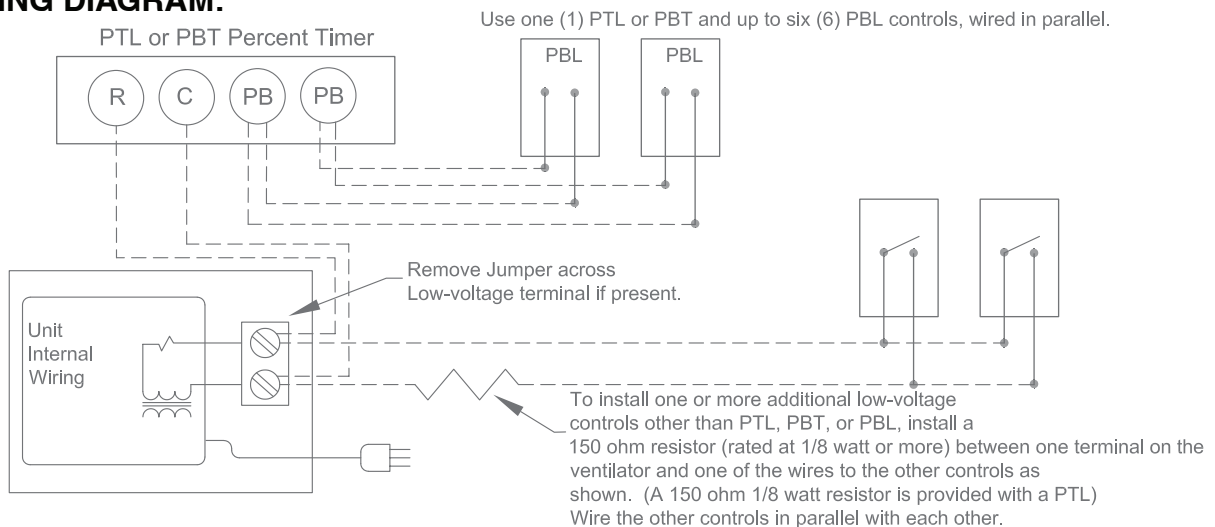 NG DIAGRAM:
Use one (1) PTL or PBT and up to six (6) PBL controls, wired in parallel.
PTL or PBT Percent Timer
PBL
PBL
R
C
PB
PB
Remove Jumper across
Low-voltage terminal if present.
Unit
Internal
Wiring
To install one or more additional low-voltage
controls other than PTL, PBT, or PBL, install a
150 ohm resistor (rated at 1/8 watt or more) between one terminal on the
ventilator and one of the wires to the other controls as
shown. (A 150 ohm 1/8 watt resistor is provided with a PTL)
Wire the other controls in parallel with each other.